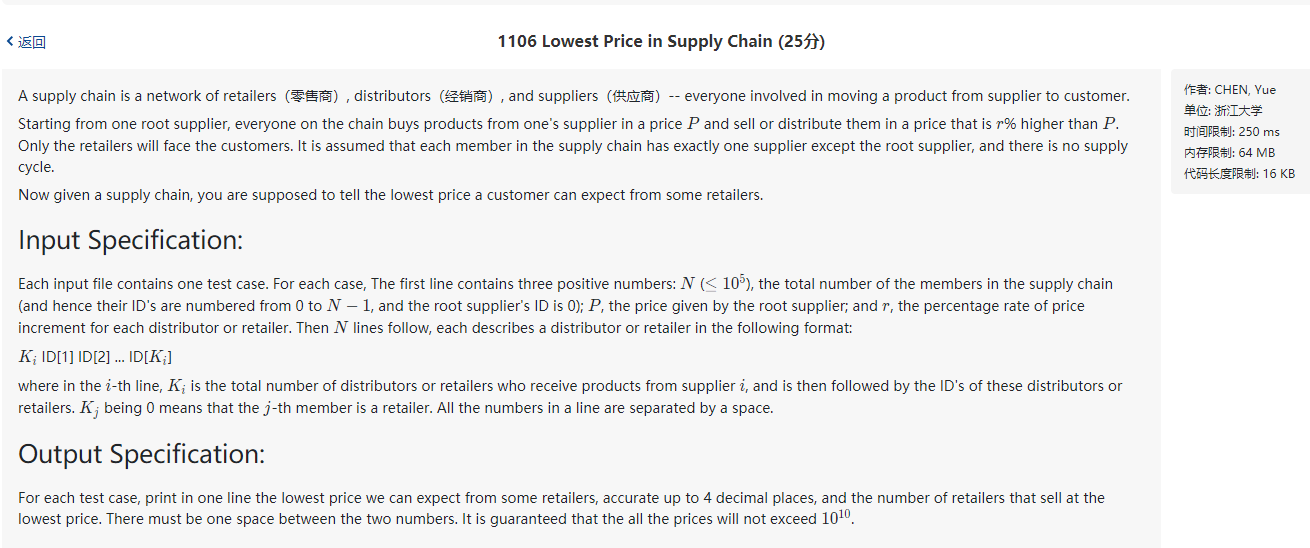 返回
1106 Lowest Price in Supply Chain (25分)
A supply chain is a network of retailers（零售商）, distributors（经销商）, and suppliers（供应商）-- everyone involved in moving a product from supplier to customer.
Starting from one root supplier, everyone on the chain buys products from one's supplier in a price P and sell or distribute them in a price that is r% higher than P.
Only the retailers will face the customers. It is assumed that each member in the supply chain has exactly one supplier except the root supplier, and there is no supply
cycle.
Now given a supply chain, you are supposed to tell the lowest price a customer can expect from some retailers.
Input Specification:
Each input file contains one test case. For each case, The first line contains three positive numbers: N (≤ 10⁵), the total number of the members in the supply chain
(and hence their ID's are numbered from 0 to N − 1, and the root supplier's ID is 0); P, the price given by the root supplier; and r, the percentage rate of price
increment for each distributor or retailer. Then N lines follow, each describes a distributor or retailer in the following format:
Kᵢ ID[1] ID[2] ... ID[Kᵢ]
where in the i-th line, Kᵢ is the total number of distributors or retailers who receive products from supplier i, and is then followed by the ID's of these distributors or
retailers. Kⱼ being 0 means that the j-th member is a retailer. All the numbers in a line are separated by a space.
Output Specification:
For each test case, print in one line the lowest price we can expect from some retailers, accurate up to 4 decimal places, and the number of retailers that sell at the
lowest price. There must be one space between the two numbers. It is guaranteed that the all the prices will not exceed 10¹⁰.
作者: CHEN, Yue
单位: 浙江大学
时间限制: 250 ms
内存限制: 64 MB
代码长度限制: 16 KB